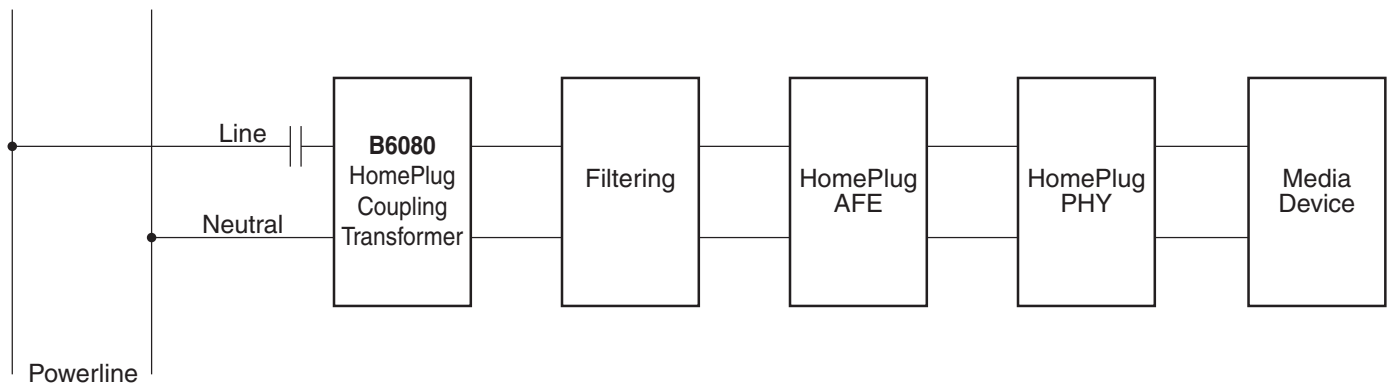 Line
Neutral
Powerline
B6080
HomePlug
Coupling
Transformer
Filtering
HomePlug
AFE
HomePlug
PHY
Media
Device